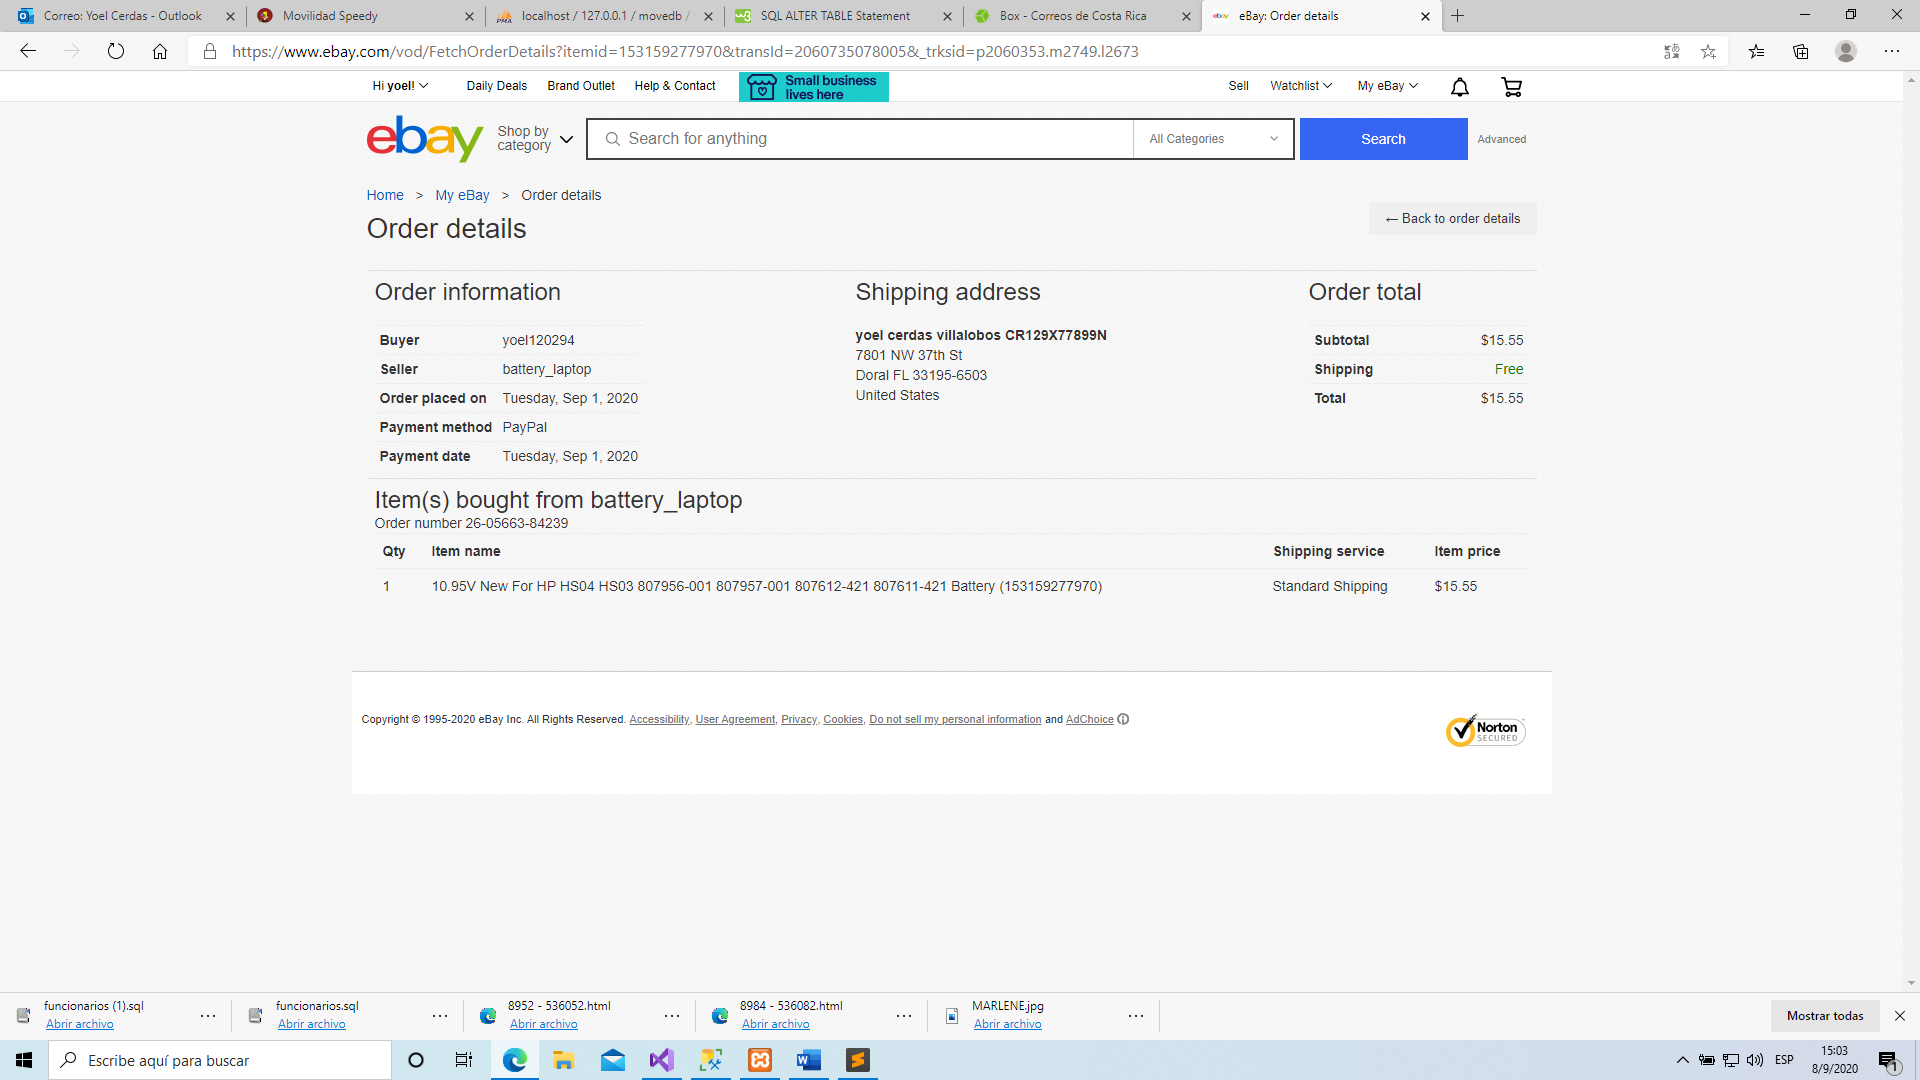 Correo: Yoel Cerdas - Outlook
Movilidad Speedy
localhost / 127.0.0.1 / movedb /
SQL ALTER TABLE Statement
Box - Correos de Costa Rica
eBay: Order details
https://www.ebay.com/vod/FetchOrderDetails?itemid=153159277970&transId=2060735078005&_trksid=p2060353.m2749.l2673
Hi yoel!
Daily Deals
Brand Outlet
Help & Contact
Small business
lives here
Sell
Watchlist
My eBay
ebay
Shop by
category
Search for anything
All Categories
Search
Advanced
Home > My eBay > Order details
Order details
← Back to order details
Order information
Buyer yoel120294
Seller battery_laptop
Order placed on Tuesday, Sep 1, 2020
Payment method PayPal
Payment date Tuesday, Sep 1, 2020
Shipping address
yoel cerdas villalobos CR129X77899N
7801 NW 37th St
Doral FL 33195-6503
United States
Order total
Subtotal $15.55
Shipping Free
Total $15.55
Item(s) bought from battery_laptop
Order number 26-05663-84239
Qty Item name Shipping service Item price
1 10.95V New For HP HS04 HS03 807956-001 807957-001 807612-421 807611-421 Battery (153159277970) Standard Shipping $15.55
Copyright © 1995-2020 eBay Inc. All Rights Reserved. Accessibility, User Agreement, Privacy, Cookies, Do not sell my personal information and AdChoice
Norton
SECURED
funcionarios (1).sql
Abrir archivo
funcionarios.sql
Abrir archivo
8952 - 536052.html
Abrir archivo
8984 - 536082.html
Abrir archivo
MARLENE.jpg
Abrir archivo
Mostrar todas
Escribe aquí para buscar
ESP
15:03
8/9/2020
1